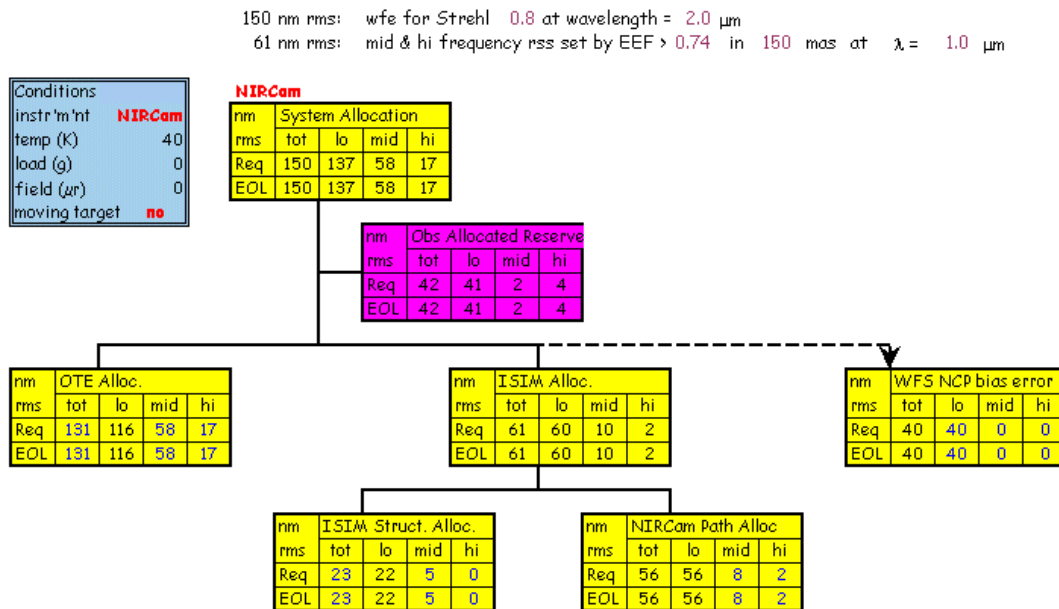 150 nm rms: wfe for Strehl 0.8 at wavelength = 2.0 μm
61 nm rms: mid & hi frequency rss set by EEF > 0.74 in 150 mas at λ = 1.0 μm
Conditions
instr'm'nt NIRCam
temp (K) 40
load (g) 0
field (μr) 0
moving target no
NIRCam
nm System Allocation
rms tot lo mid hi
Req 150 137 58 17
EOL 150 137 58 17
nm Obs Allocated Reserve
rms tot lo mid hi
Req 42 41 2 4
EOL 42 41 2 4
nm OTE Alloc.
rms tot lo mid hi
Req 131 116 58 17
EOL 131 116 58 17
nm ISIM Alloc.
rms tot lo mid hi
Req 61 60 10 2
EOL 61 60 10 2
nm WFS NCP bias error
rms tot lo mid hi
Req 40 40 0 0
EOL 40 40 0 0
nm ISIM Struct. Alloc.
rms tot lo mid hi
Req 23 22 5 0
EOL 23 22 5 0
nm NIRCam Path Alloc
rms tot lo mid hi
Req 56 56 8 2
EOL 56 56 8 2